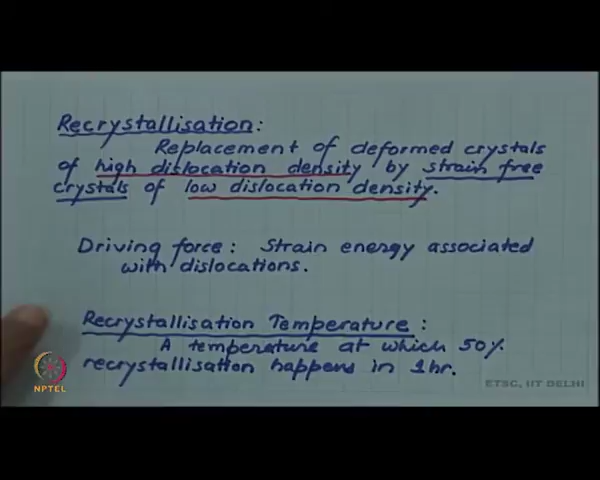 Recrystallisation:
Replacement of deformed crystals
of high dislocation density by strain free
crystals of low dislocation density.
Driving force: Strain energy associated
with dislocations.
Recrystallisation Temperature:
A temperature at which 50%
recrystallisation happens in 1hr.
NPTEL
ETSC, IIT DELHI